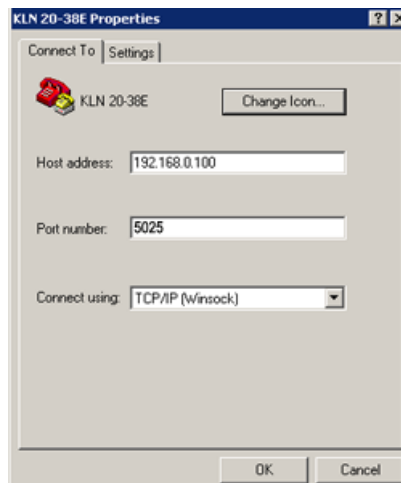 KLN 20-38E Properties
Connect To Settings
KLN 20-38E Change Icon...
Host address: 192.168.0.100
Port number: 5025
Connect using: TCP/IP (Winsock)
OK Cancel